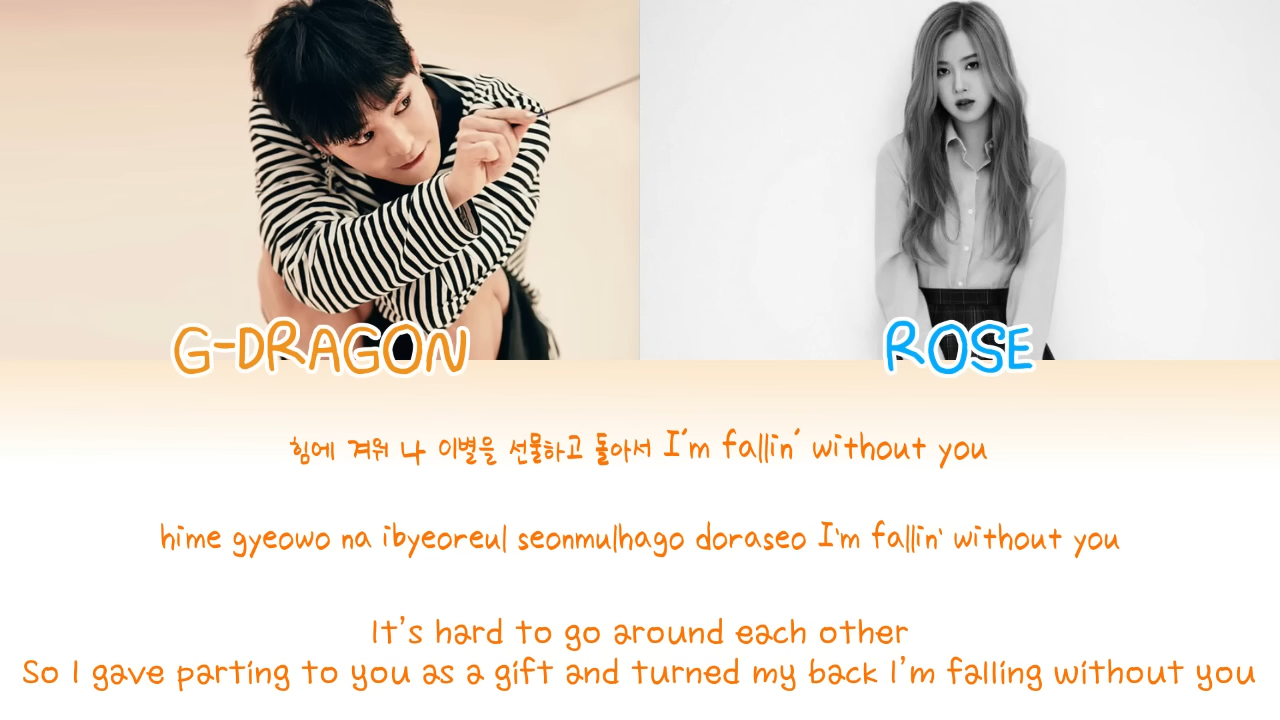 G-DRAGON
ROSE
힘에 겨워 나 이별을 선물하고 돌아서 I'm fallin' without you
hime gyeowo na ibyeoreul seonmulhago doraseo I'm fallin' without you
It's hard to go around each other
So I gave parting to you as a gift and turned my back I'm falling without you